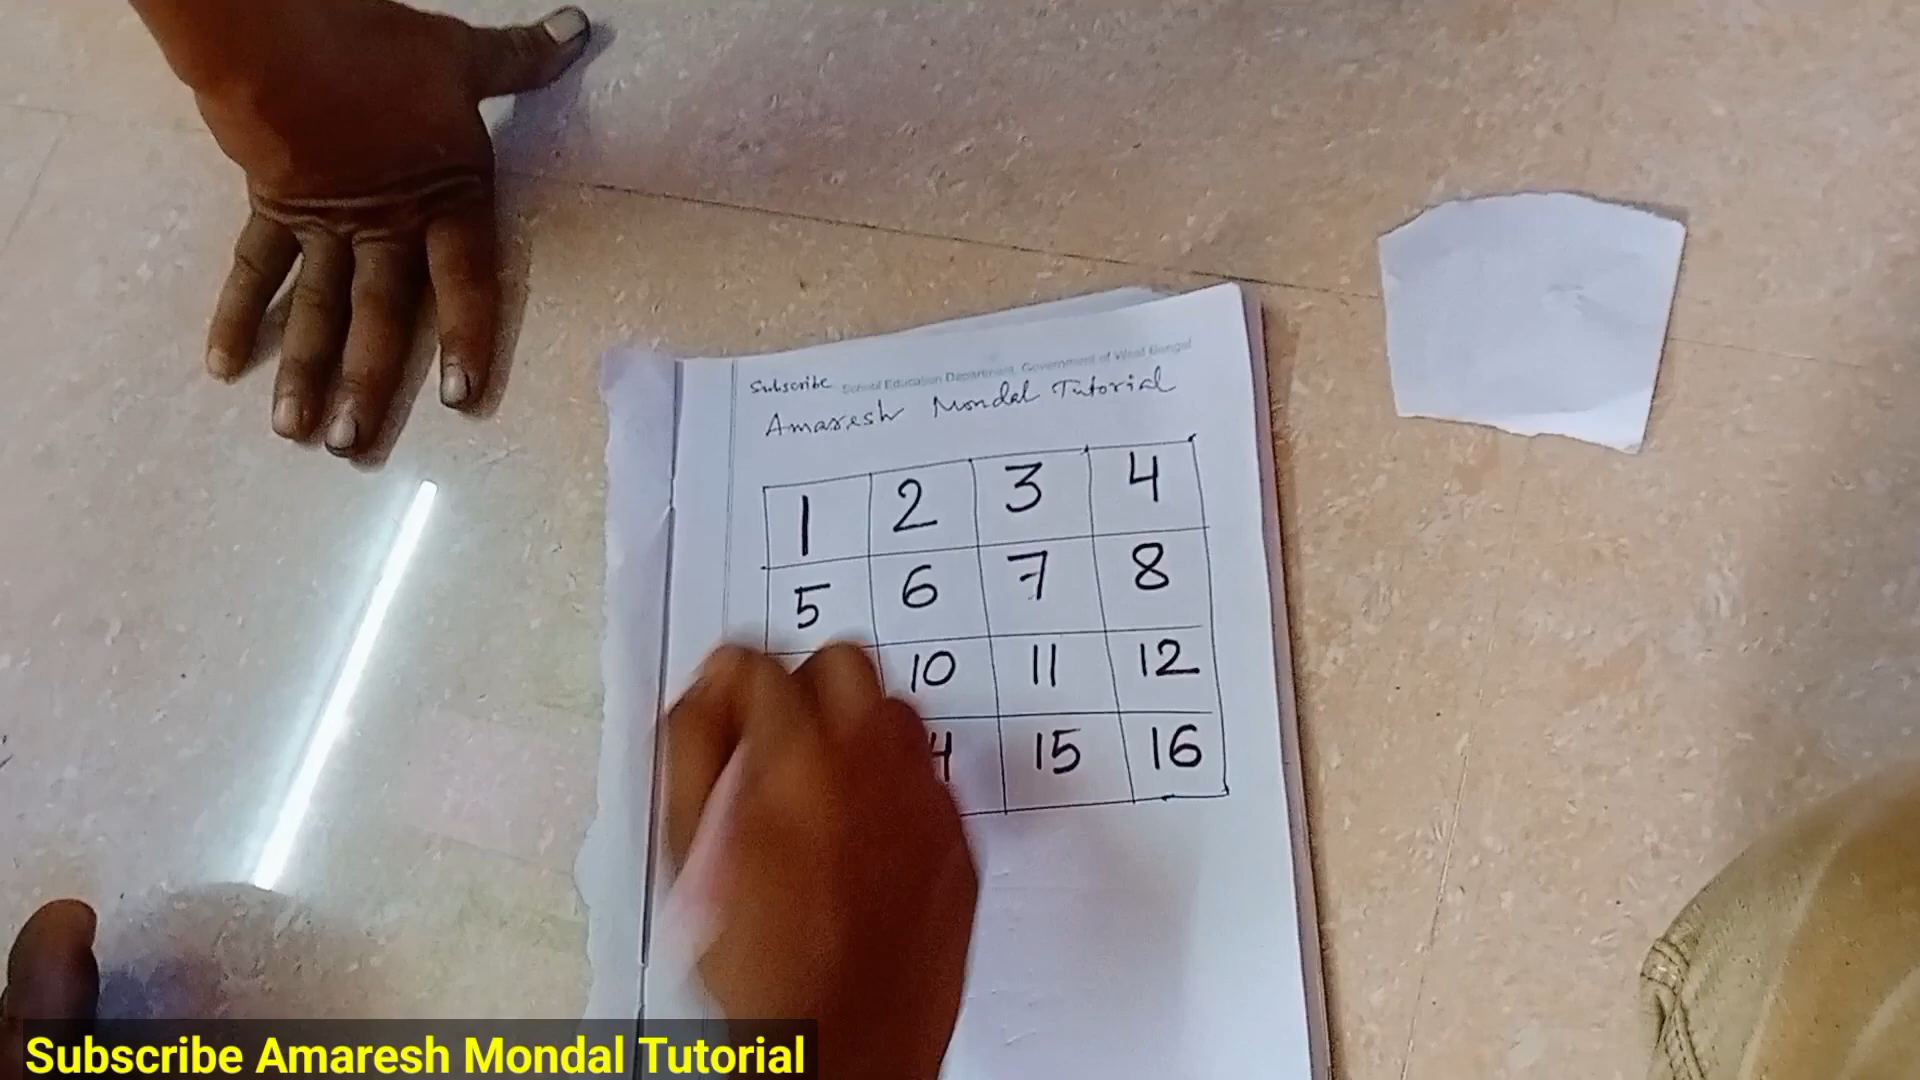 Subscribe School Education Department, Government of West Bengal
Amaresh Mondal Tutorial
1 2 3 4
5 6 7 8
10 11 12
4 15 16
Subscribe Amaresh Mondal Tutorial